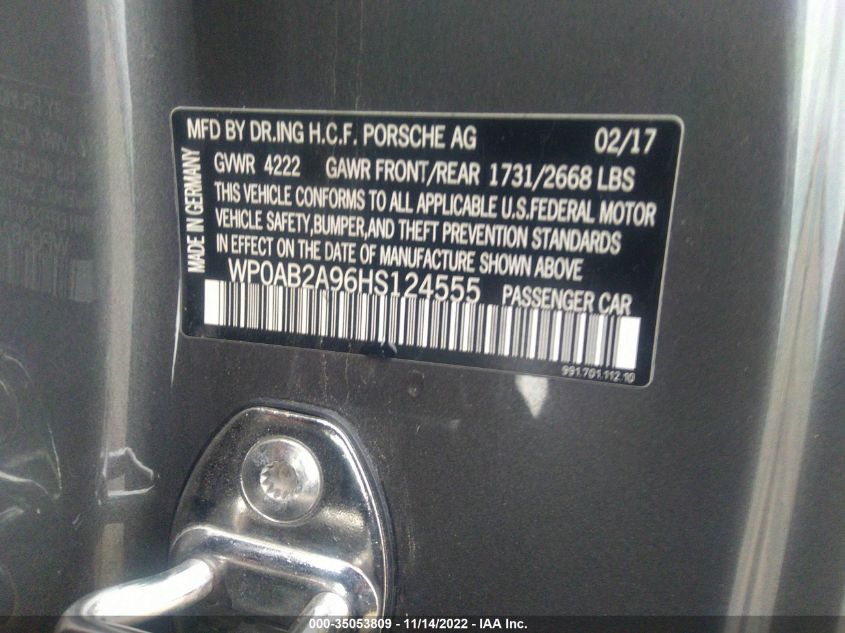 MFD BY DR.ING H.C.F. PORSCHE AG 02/17
GVWR 4222 GAWR FRONT/REAR 1731/2668 LBS
THIS VEHICLE CONFORMS TO ALL APPLICABLE U.S.FEDERAL MOTOR
VEHICLE SAFETY,BUMPER,AND THEFT PREVENTION STANDARDS
IN EFFECT ON THE DATE OF MANUFACTURE SHOWN ABOVE
WP0AB2A96HS124555 PASSENGER CAR
991.701.112.10
MADE IN GERMANY
000-35053809 - 11/14/2022 - IAA Inc.